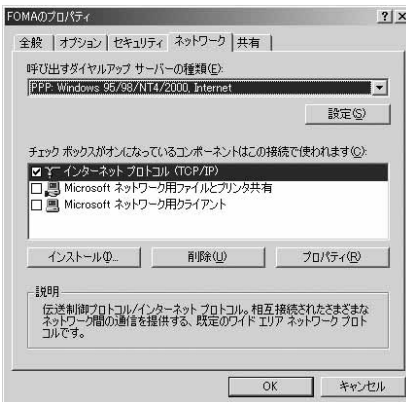 FOMAのプロパティ
全般 オプション セキュリティ ネットワーク 共有
呼び出すダイヤルアップ サーバーの種類(E):
PPP: Windows 95/98/NT4/2000, Internet
設定(S)
チェック ボックスがオンになっているコンポーネントはこの接続で使われます(C):
インターネット プロトコル (TCP/IP)
Microsoft ネットワーク用ファイルとプリンタ共有
Microsoft ネットワーク用クライアント
インストール(I)... 削除(U) プロパティ(R)
説明
伝送制御プロトコル/インターネット プロトコル。相互接続されたさまざまな
ネットワーク間の通信を提供する、既定のワイド エリア ネットワーク プロト
コルです。
OK キャンセル